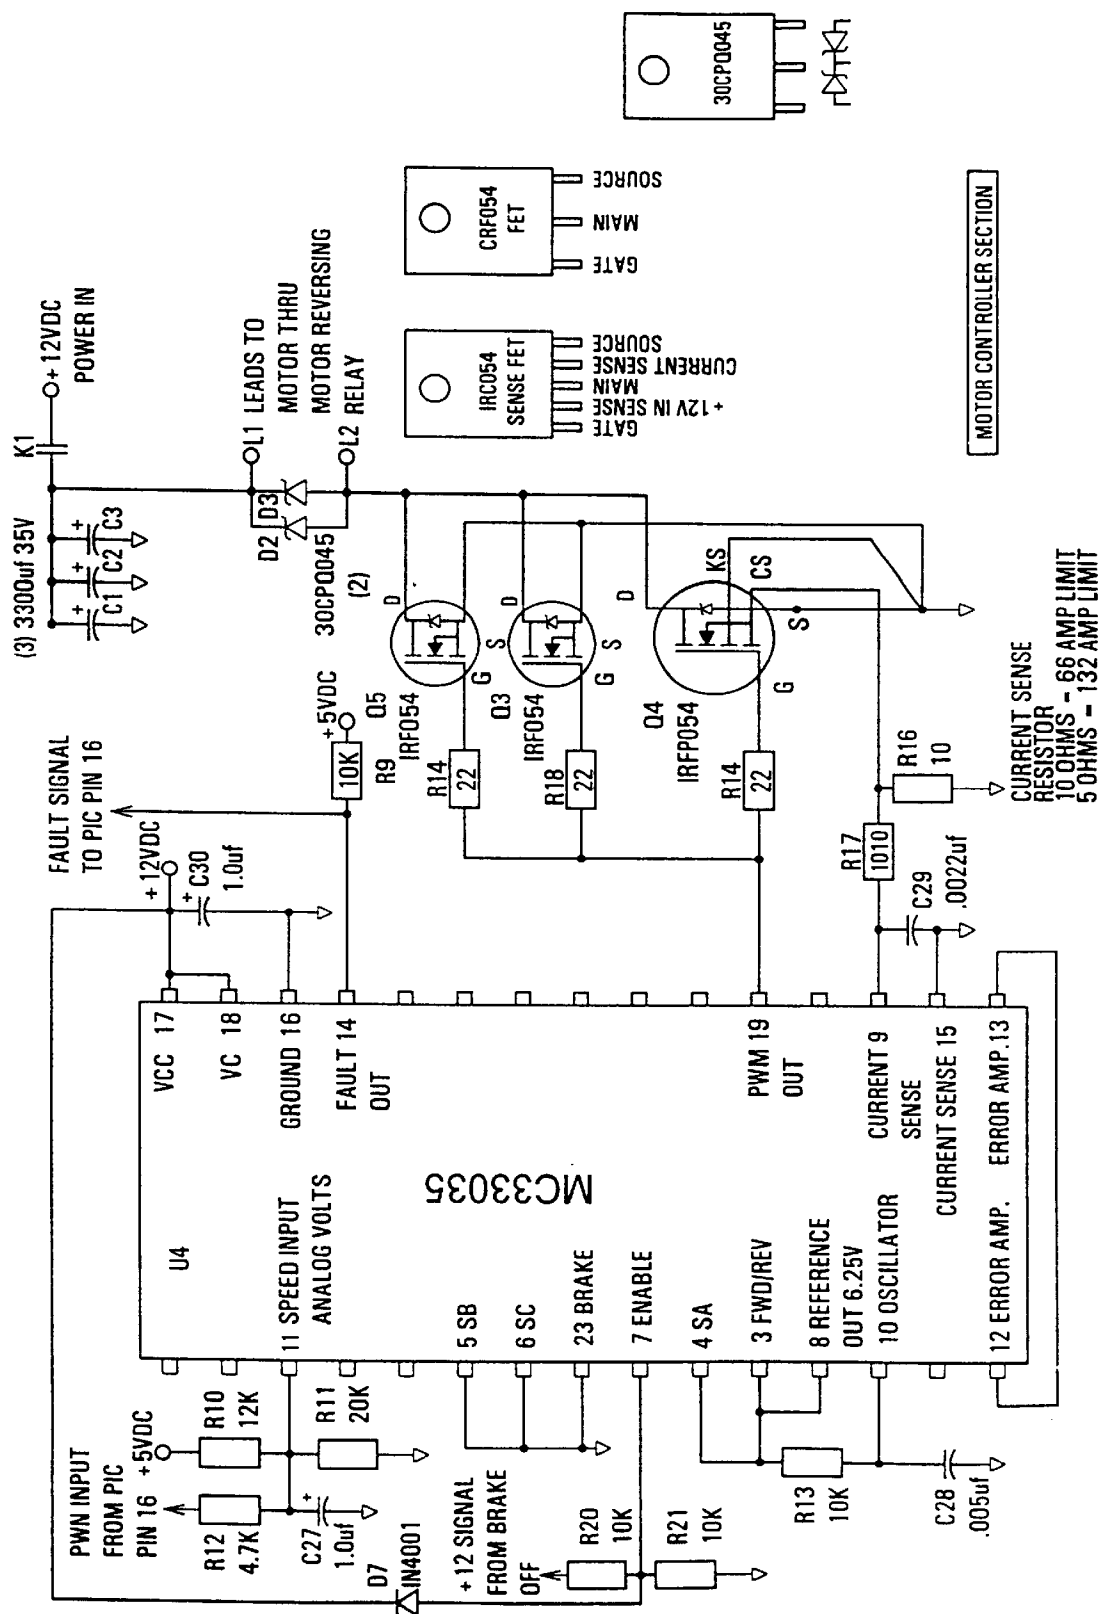 FAULT SIGNAL
TO PIC PIN 16
(3) 3300uf 35V
K1
+12VDC
POWER IN
C1
C2
C3
L1 LEADS TO
MOTOR THRU
MOTOR REVERSING
L2 RELAY
D2
D3
30CPQ045
(2)
CRF054
FET
GATE
MAIN
SOURCE
IRC054
SENSE FET
GATE
+12V IN SENSE
MAIN
CURRENT SENSE
SOURCE
30CPQ045
MOTOR CONTROLLER SECTION
+12VDC
C30
1.0uf
+5VDC
10K
R9
Q5
IRF054
D
S
G
R14
22
Q3
IRF054
D
S
G
R18
22
Q4
IRFP054
D
KS
CS
S
G
R14
22
R17
1010
R16
10
C29
.0022uf
CURRENT SENSE
RESISTOR
10 OHMS = 66 AMP LIMIT
5 OHMS = 132 AMP LIMIT
U4
MC33035
VCC 17
VC 18
GROUND 16
FAULT 14
OUT
PWM 19
OUT
CURRENT 9
SENSE
CURRENT SENSE 15
ERROR AMP.13
11 SPEED INPUT
ANALOG VOLTS
5 SB
6 SC
23 BRAKE
7 ENABLE
4 SA
3 FWD/REV
8 REFERENCE
OUT 6.25V
10 OSCILLATOR
12 ERROR AMP.
PWN INPUT
FROM PIC
PIN 16
+5VDC
R10
12K
R11
20K
R12
4.7K
C27
1.0uf
D7
IN4001
+12 SIGNAL
FROM BRAKE
OFF
R20
10K
R21
10K
R13
10K
C28
.005uf